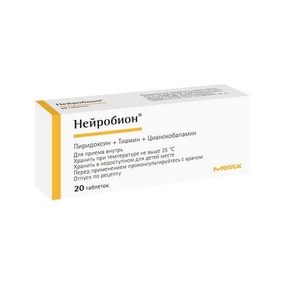 Нейробион®
Пиридоксин + Тиамин + Цианокобаламин
Для приема внутрь
Хранить при температуре не выше 25 °C
Хранить в недоступном для детей месте
Перед применением проконсультируйтесь с врачом
Отпуск по рецепту
20 таблеток
MERCK